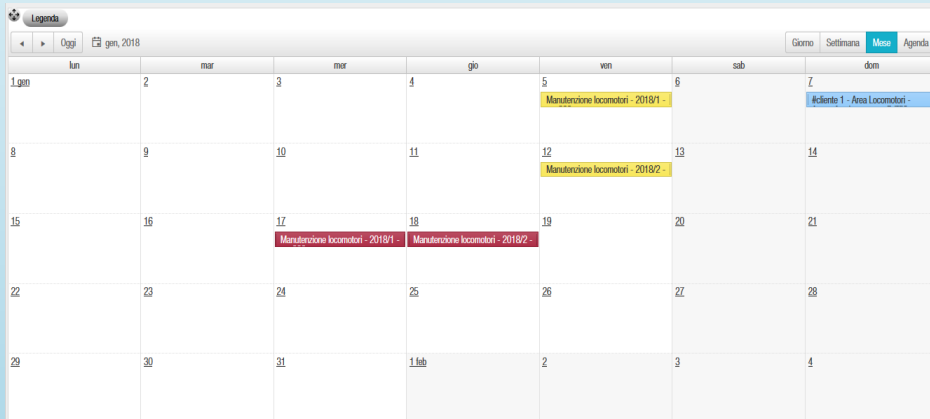 Legenda
Oggi gen, 2018 Giorno Settimana Mese Agenda
lun mar mer gio ven sab dom
1 gen 2 3 4 5 6 7
Manutenzione locomotori - 2018/1 - #cliente 1 - Area Locomotori -
8 9 10 11 12 13 14
Manutenzione locomotori - 2018/2 -
15 16 17 18 19 20 21
Manutenzione locomotori - 2018/1 - Manutenzione locomotori - 2018/2 -
22 23 24 25 26 27 28
29 30 31 1 feb 2 3 4